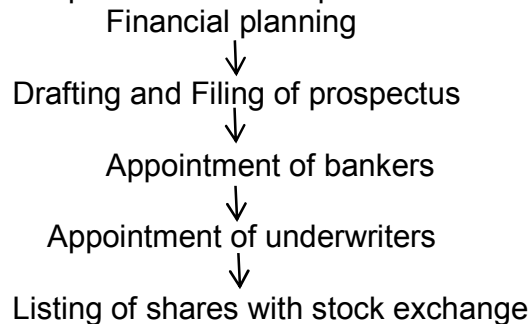 Financial planning
Drafting and Filing of prospectus
Appointment of bankers
Appointment of underwriters
Listing of shares with stock exchange